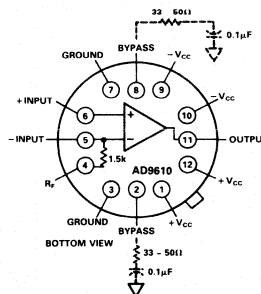 33 - 50Ω
0.1µF
GROUND
BYPASS
-VCC
7
8
9
+INPUT
6
+
10
-VCC
-INPUT
5
-
11
OUTPUT
1.5k
AD9610
RF
4
12
+VCC
3
2
1
GROUND
+VCC
BYPASS
BOTTOM VIEW
33 - 50Ω
0.1µF